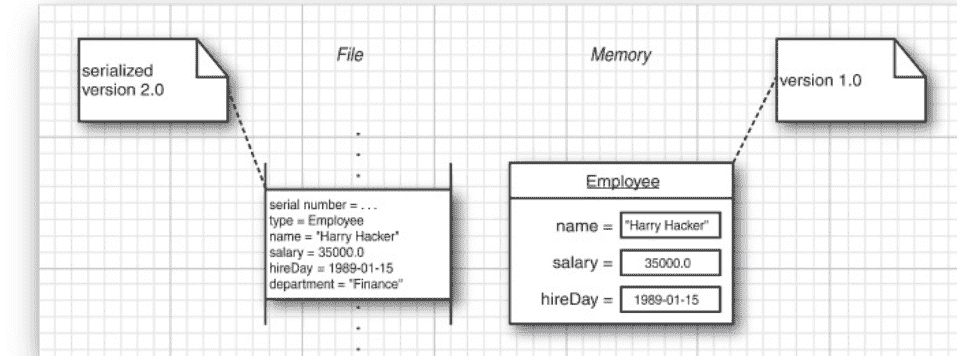 File
Memory
serialized
version 2.0
version 1.0
serial number = . . .
type = Employee
name = "Harry Hacker"
salary = 35000.0
hireDay = 1989-01-15
department = "Finance"
Employee
name = "Harry Hacker"
salary = 35000.0
hireDay = 1989-01-15